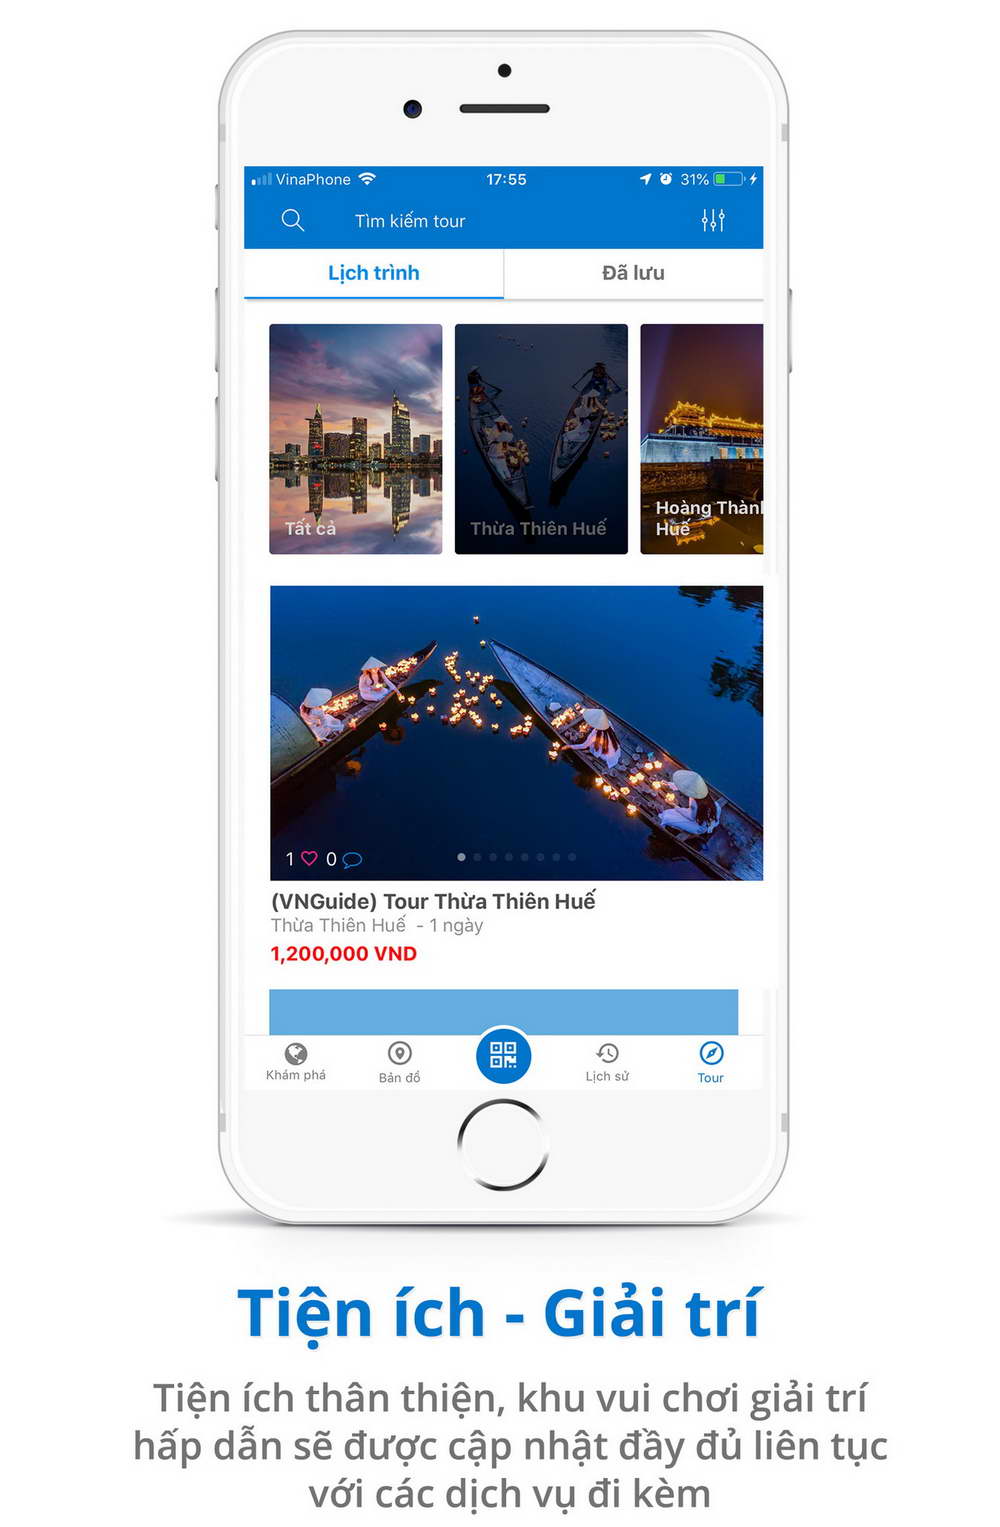 VinaPhone 17:55 31%
Tìm kiếm tour
Lịch trình Đã lưu
Tất cả
Thừa Thiên Huế
Hoàng Thành
Huế
1 0
(VNGuide) Tour Thừa Thiên Huế
Thừa Thiên Huế - 1 ngày
1,200,000 VND
Khám phá Bản đồ Lịch sử Tour
Tiện ích - Giải trí
Tiện ích thân thiện, khu vui chơi giải trí
hấp dẫn sẽ được cập nhật đầy đủ liên tục
với các dịch vụ đi kèm